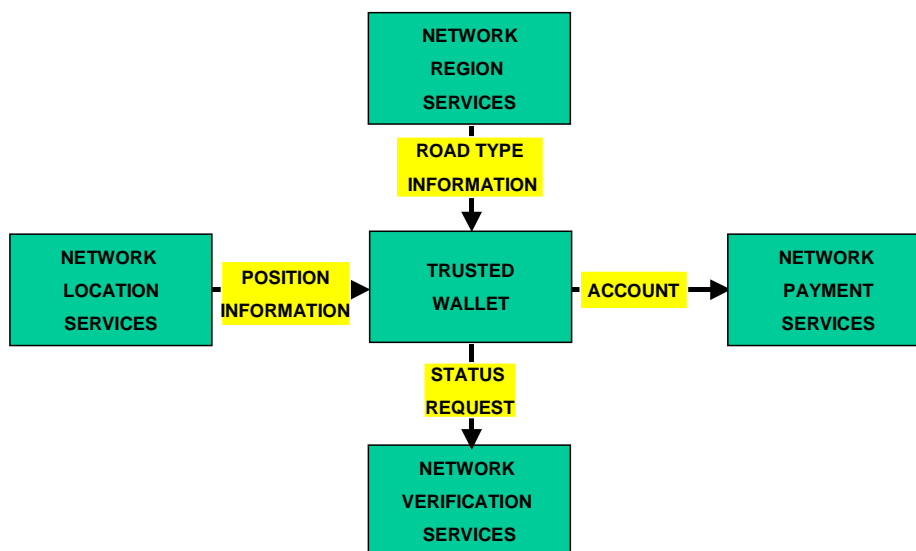 NETWORK
REGION
SERVICES
ROAD TYPE
INFORMATION
NETWORK
LOCATION
SERVICES
POSITION
INFORMATION
TRUSTED
WALLET
ACCOUNT
NETWORK
PAYMENT
SERVICES
STATUS
REQUEST
NETWORK
VERIFICATION
SERVICES